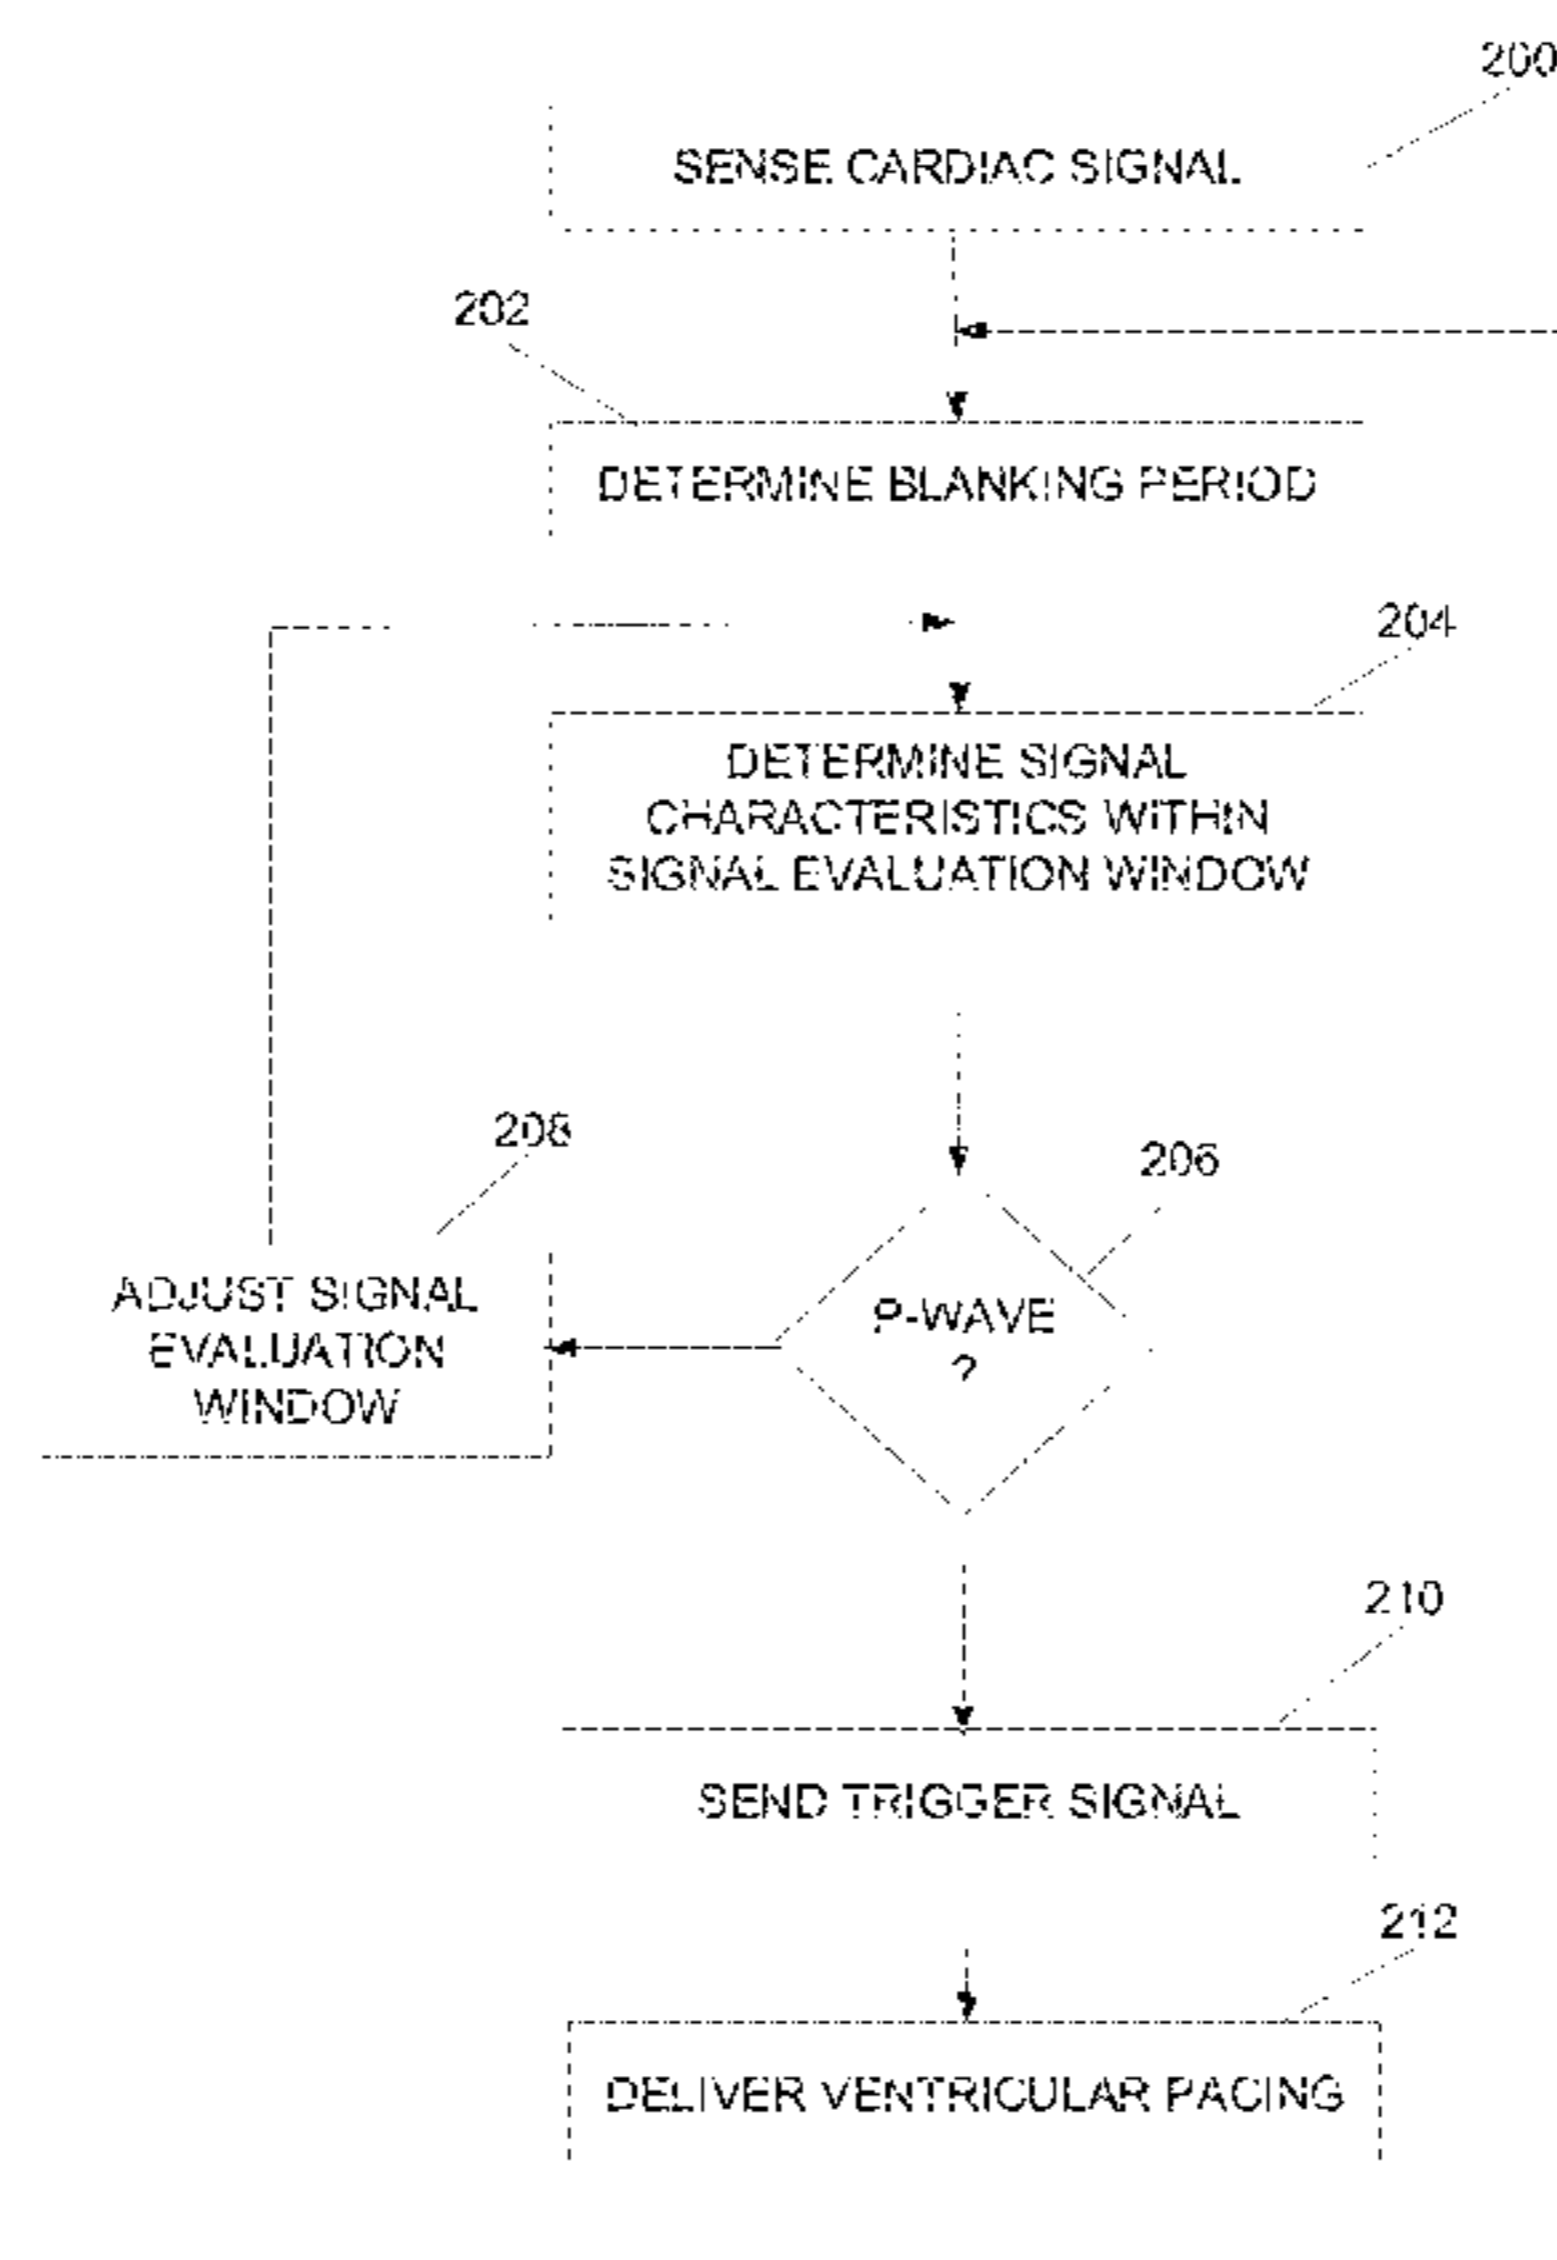 200
SENSE CARDIAC SIGNAL
202
DETERMINE BLANKING PERIOD
204
DETERMINE SIGNAL
CHARACTERISTICS WITHIN
SIGNAL EVALUATION WINDOW
208
206
ADJUST SIGNAL
EVALUATION
WINDOW
P-WAVE
?
210
SEND TRIGGER SIGNAL
212
DELIVER VENTRICULAR PACING